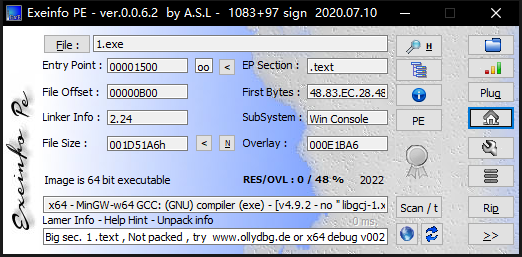 Exeinfo PE - ver.0.0.6.2 by A.S.L - 1083+97 sign 2020.07.10
File : 1.exe H
Entry Point : 00001500 oo < EP Section : .text
File Offset : 00000B00 First Bytes : 48.83.EC.28.48 Plug
Linker Info : 2.24 SubSystem : Win Console PE
File Size : 001D51A6h < N Overlay : 000E1BA6
Image is 64 bit executable RES/OVL : 0 / 48 % 2022
x64 - MinGW-w64 GCC: (GNU) compiler (exe) - [v4.9.2 - no " libgcj-1.x Scan / t Rip
Lamer Info - Help Hint - Unpack info 0 ms.
Big sec. 1 .text , Not packed , try www.ollydbg.de or x64 debug v002 >>
Exeinfo Pe